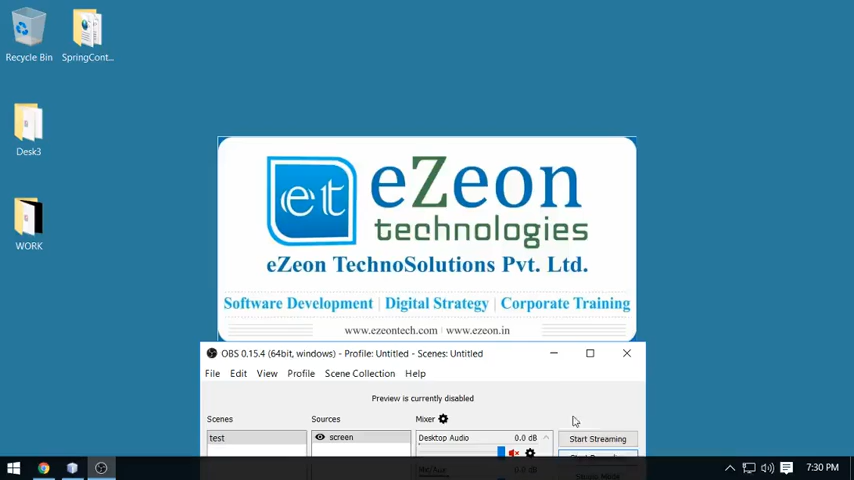 Recycle Bin
SpringCont...
Desk3
WORK
et
eZeon
technologies
eZeon TechnoSolutions Pvt. Ltd.
Software Development | Digital Strategy | Corporate Training
www.ezeontech.com | www.ezeon.in
OBS 0.15.4 (64bit, windows) - Profile: Untitled - Scenes: Untitled
File Edit View Profile Scene Collection Help
Preview is currently disabled
Scenes Sources Mixer
test screen Desktop Audio 0.0 dB Start Streaming
7:30 PM